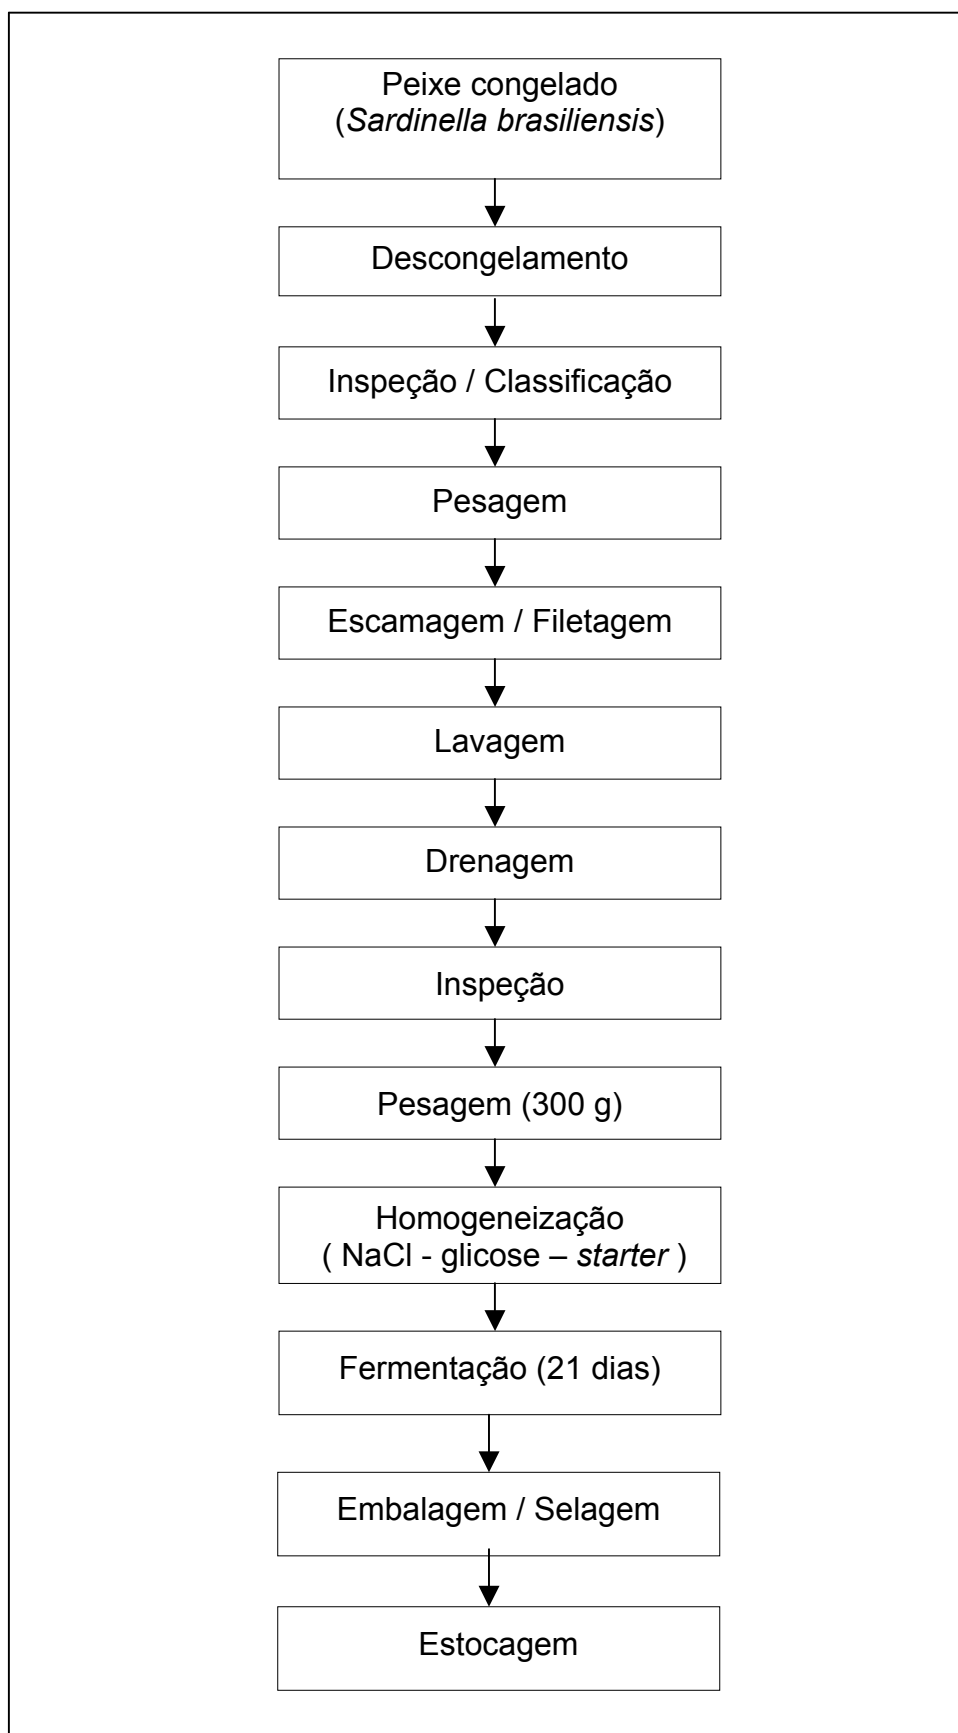 Peixe congelado
(Sardinella brasiliensis)
Descongelamento
Inspeção / Classificação
Pesagem
Escamagem / Filetagem
Lavagem
Drenagem
Inspeção
Pesagem (300 g)
Homogeneização
( NaCl - glicose – starter )
Fermentação (21 dias)
Embalagem / Selagem
Estocagem